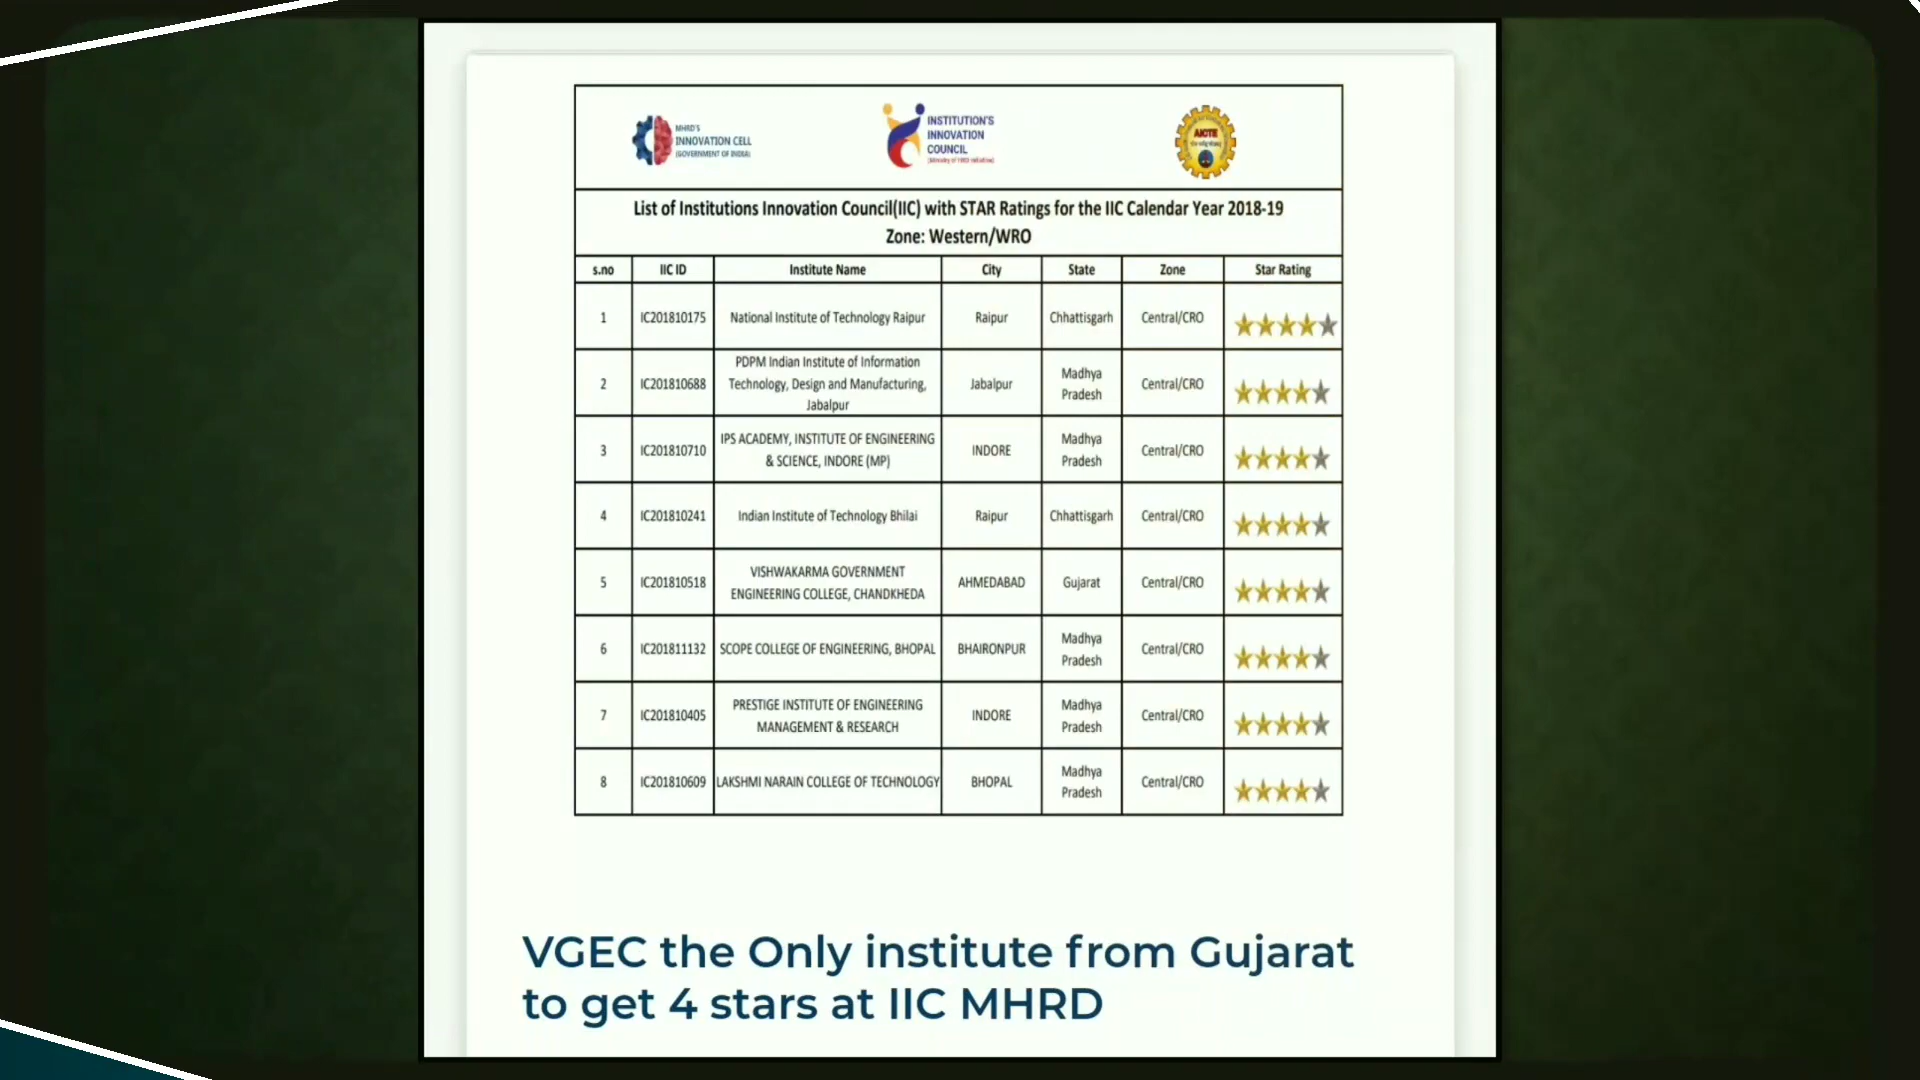 MHRD'S
INNOVATION CELL
(GOVERNMENT OF INDIA)
INSTITUTION'S
INNOVATION
COUNCIL
(Ministry of HRD Initiative)
AICTE
List of Institutions Innovation Council(IIC) with STAR Ratings for the IIC Calendar Year 2018-19
Zone: Western/WRO
s.no IIC ID Institute Name City State Zone Star Rating
1 IC201810175 National Institute of Technology Raipur Raipur Chhattisgarh Central/CRO
PDPM Indian Institute of Information
2 IC201810688 Technology, Design and Manufacturing, Jabalpur Madhya Pradesh Central/CRO
Jabalpur
IPS ACADEMY, INSTITUTE OF ENGINEERING
3 IC201810710 & SCIENCE, INDORE (MP) INDORE Madhya Pradesh Central/CRO
4 IC201810241 Indian Institute of Technology Bhilai Raipur Chhattisgarh Central/CRO
VISHWAKARMA GOVERNMENT
5 IC201810518 ENGINEERING COLLEGE, CHANDKHEDA AHMEDABAD Gujarat Central/CRO
6 IC201811132 SCOPE COLLEGE OF ENGINEERING, BHOPAL BHAIRONPUR Madhya Pradesh Central/CRO
PRESTIGE INSTITUTE OF ENGINEERING
7 IC201810405 MANAGEMENT & RESEARCH INDORE Madhya Pradesh Central/CRO
8 IC201810609 LAKSHMI NARAIN COLLEGE OF TECHNOLOGY BHOPAL Madhya Pradesh Central/CRO
VGEC the Only institute from Gujarat
to get 4 stars at IIC MHRD